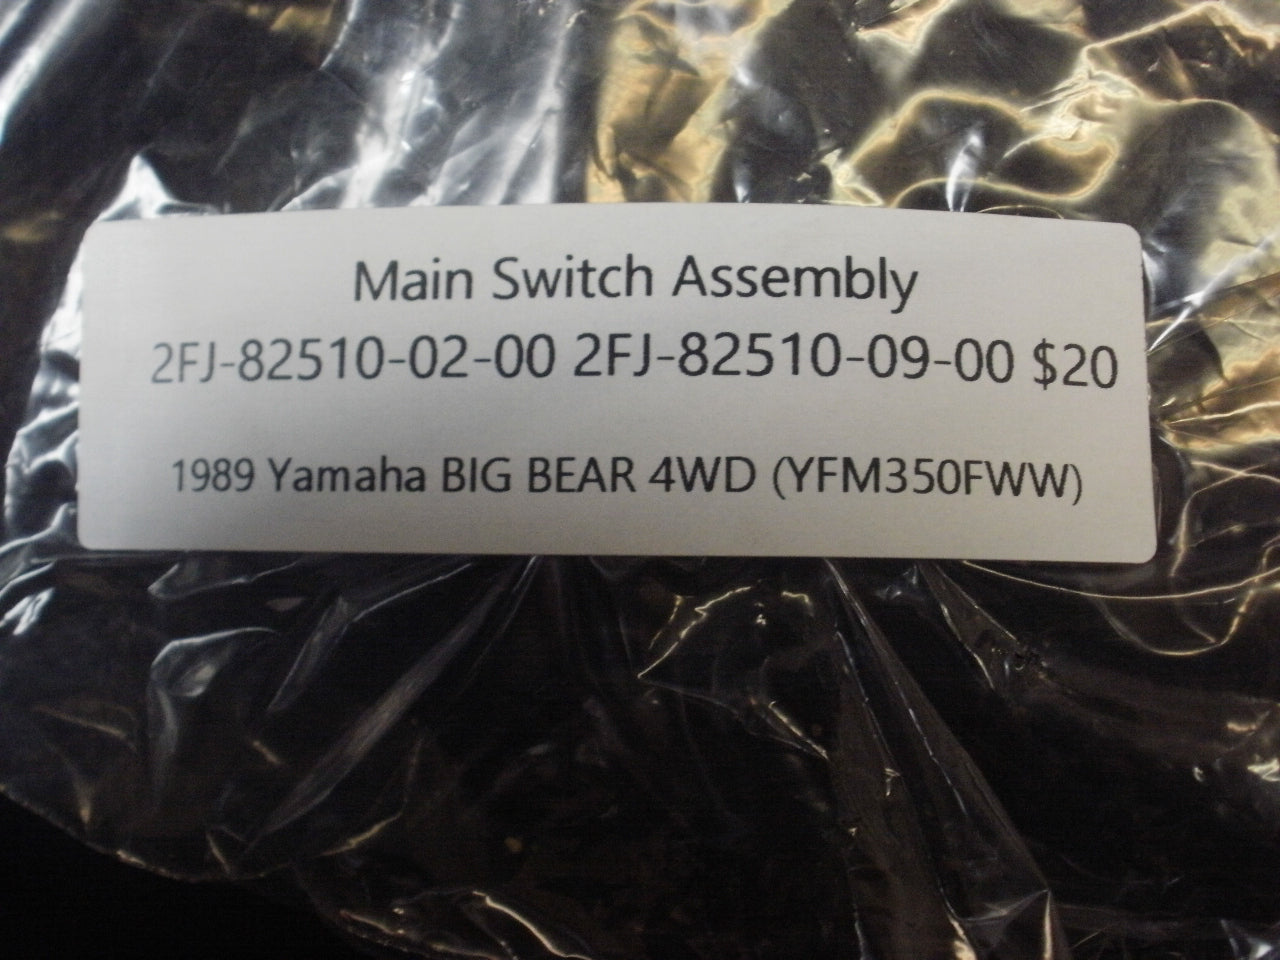 Main Switch Assembly
2FJ-82510-02-00 2FJ-82510-09-00 $20
1989 Yamaha BIG BEAR 4WD (YFM350FWW)